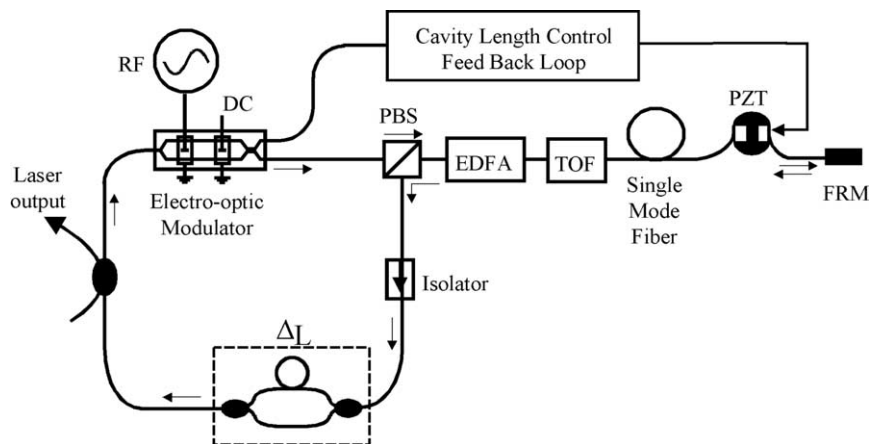 RF
DC
Cavity Length Control
Feed Back Loop
PBS
PZT
EDFA
TOF
Laser
output
Electro-optic
Modulator
Single
Mode
Fiber
FRM
Isolator
ΔL